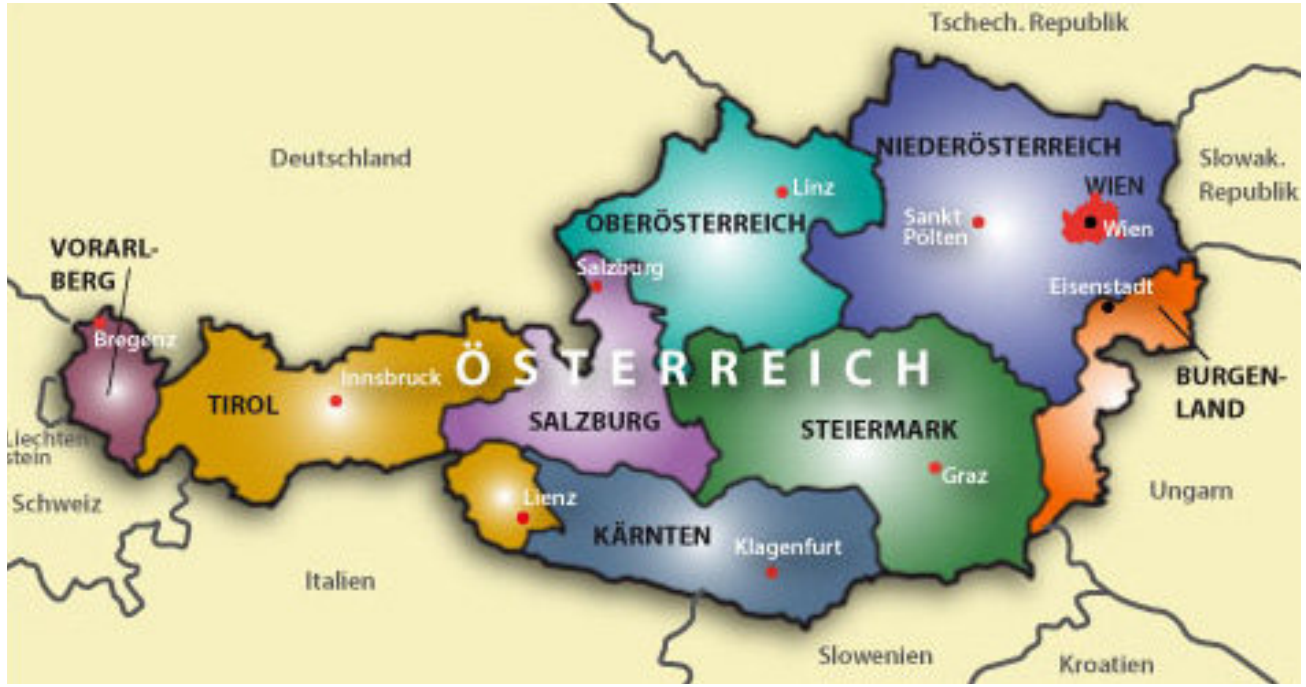 Tschech. Republik
Deutschland
NIEDERÖSTERREICH
Slowak.
Republik
WIEN
Linz
OBERÖSTERREICH
Sankt
Pölten
Wien
VORARL-
BERG
Salzburg
Eisenstadt
Bregenz
Innsbruck
ÖSTERREICH
BURGEN-
LAND
TIROL
SALZBURG
STEIERMARK
Liechten
stein
Graz
Schweiz
Lienz
Ungarn
KÄRNTEN
Klagenfurt
Italien
Slowenien
Kroatien